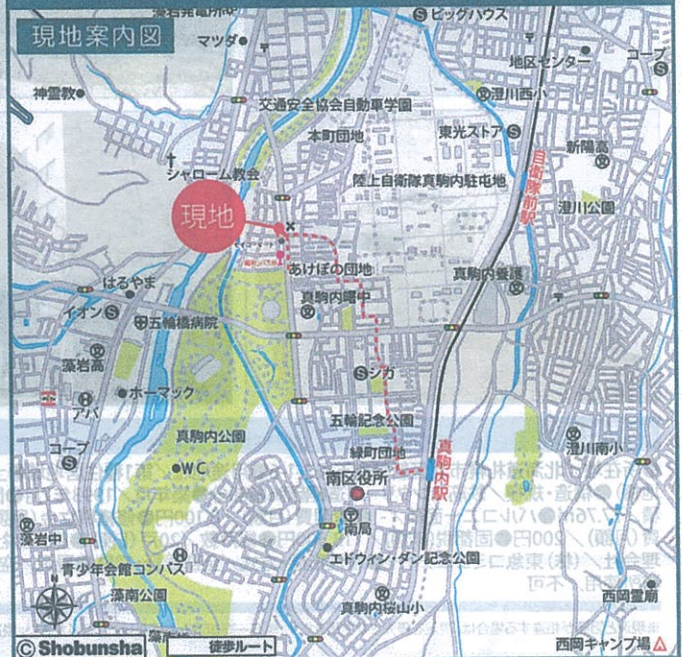 現地案内図
藻岩発電所
マツダ
ビッグハウス
地区センター
コープ
神霊教
澄川西小
交通安全協会自動車学園
東光ストア
本町団地
新陽高
シャローム教会
陸上自衛隊真駒内駐屯地
自衛隊前駅
澄川公園
現地
あけぼの団地
真駒内養護
はるやま
真駒内曙中
イオン
五輪橋病院
藻岩高
シガ
ホーマック
アパ
五輪記念公園
真駒内公園
コープ
緑町団地
真駒内駅
澄川南小
WC
南区役所
南局
藻岩中
エドウィン・ダン記念公園
青少年会館コンパス
藻南公園
真駒内桜山小
西岡霊廟
© Shobunsha
徒歩ルート
西岡キャンプ場